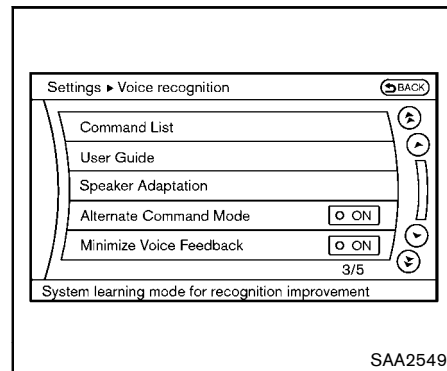 Settings ▸ Voice recognition BACK
Command List
User Guide
Speaker Adaptation
Alternate Command Mode ON
Minimize Voice Feedback ON
3/5
System learning mode for recognition improvement
SAA2549